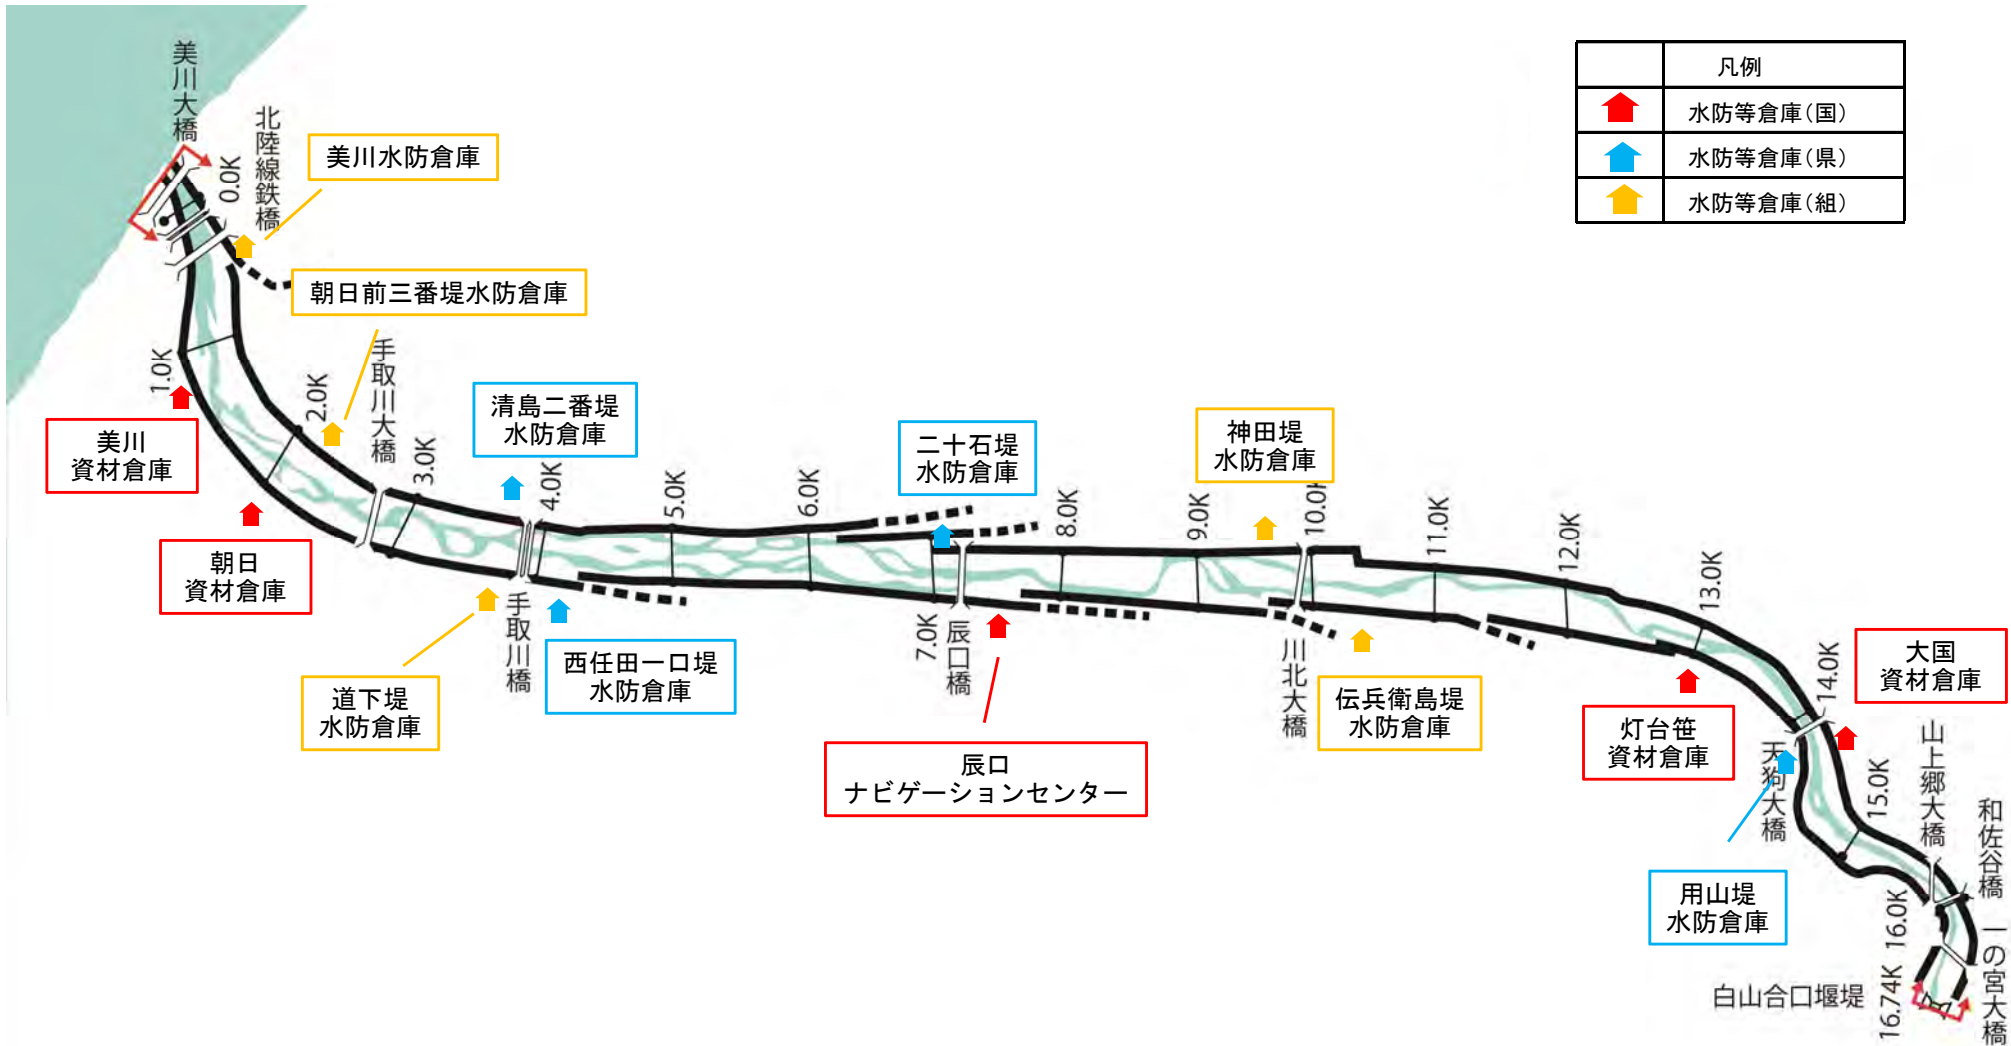 美川大橋
0.0K
北陸線鉄橋
美川水防倉庫
朝日前三番堤水防倉庫
凡例
水防等倉庫(国)
水防等倉庫(県)
水防等倉庫(組)
1.0K
美川
資材倉庫
2.0K
手取川大橋
3.0K
朝日
資材倉庫
清島二番堤
水防倉庫
4.0K
5.0K
6.0K
手取川橋
道下堤
水防倉庫
西任田一口堤
水防倉庫
二十石堤
水防倉庫
7.0K
辰口橋
8.0K
辰口
ナビゲーションセンター
神田堤
水防倉庫
9.0K
10.0K
川北大橋
11.0K
伝兵衛島堤
水防倉庫
12.0K
13.0K
灯台笹
資材倉庫
14.0K
大国
資材倉庫
天狗大橋
15.0K
用山堤
水防倉庫
山上郷大橋
16.0K
和佐谷橋
一の宮大橋
16.74K
白山合口堰堤